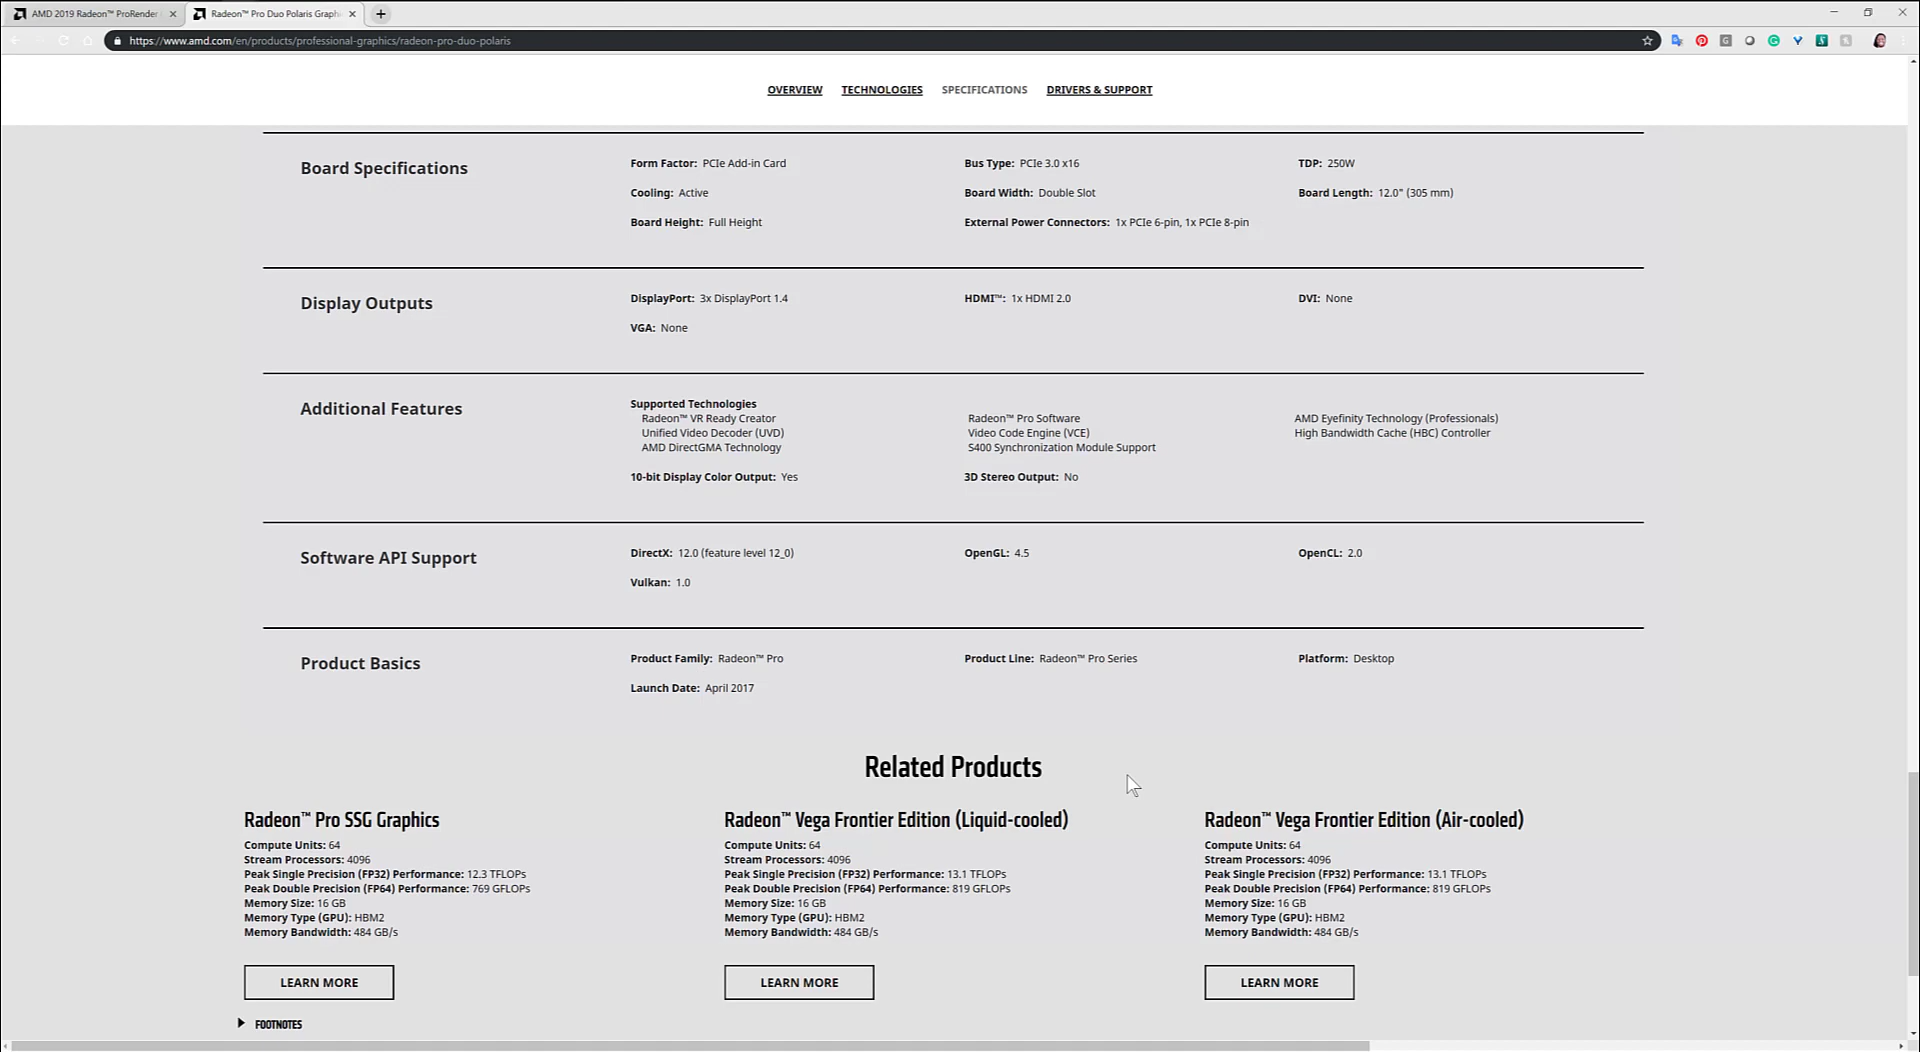 AMD 2019 Radeon™ ProRender
Radeon™ Pro Duo Polaris Graph
https://www.amd.com/en/products/professional-graphics/radeon-pro-duo-polaris
OVERVIEW TECHNOLOGIES SPECIFICATIONS DRIVERS & SUPPORT
Board Specifications
Form Factor: PCIe Add-in Card Bus Type: PCIe 3.0 x16 TDP: 250W
Cooling: Active Board Width: Double Slot Board Length: 12.0" (305 mm)
Board Height: Full Height External Power Connectors: 1x PCIe 6-pin, 1x PCIe 8-pin
Display Outputs
DisplayPort: 3x DisplayPort 1.4 HDMI™: 1x HDMI 2.0 DVI: None
VGA: None
Additional Features
Supported Technologies
Radeon™ VR Ready Creator Radeon™ Pro Software AMD Eyefinity Technology (Professionals)
Unified Video Decoder (UVD) Video Code Engine (VCE) High Bandwidth Cache (HBC) Controller
AMD DirectGMA Technology S400 Synchronization Module Support
10-bit Display Color Output: Yes 3D Stereo Output: No
Software API Support
DirectX: 12.0 (feature level 12_0) OpenGL: 4.5 OpenCL: 2.0
Vulkan: 1.0
Product Basics
Product Family: Radeon™ Pro Product Line: Radeon™ Pro Series Platform: Desktop
Launch Date: April 2017
Related Products
Radeon™ Pro SSG Graphics
Compute Units: 64
Stream Processors: 4096
Peak Single Precision (FP32) Performance: 12.3 TFLOPs
Peak Double Precision (FP64) Performance: 769 GFLOPs
Memory Size: 16 GB
Memory Type (GPU): HBM2
Memory Bandwidth: 484 GB/s
LEARN MORE
Radeon™ Vega Frontier Edition (Liquid-cooled)
Compute Units: 64
Stream Processors: 4096
Peak Single Precision (FP32) Performance: 13.1 TFLOPs
Peak Double Precision (FP64) Performance: 819 GFLOPs
Memory Size: 16 GB
Memory Type (GPU): HBM2
Memory Bandwidth: 484 GB/s
LEARN MORE
Radeon™ Vega Frontier Edition (Air-cooled)
Compute Units: 64
Stream Processors: 4096
Peak Single Precision (FP32) Performance: 13.1 TFLOPs
Peak Double Precision (FP64) Performance: 819 GFLOPs
Memory Size: 16 GB
Memory Type (GPU): HBM2
Memory Bandwidth: 484 GB/s
LEARN MORE
FOOTNOTES